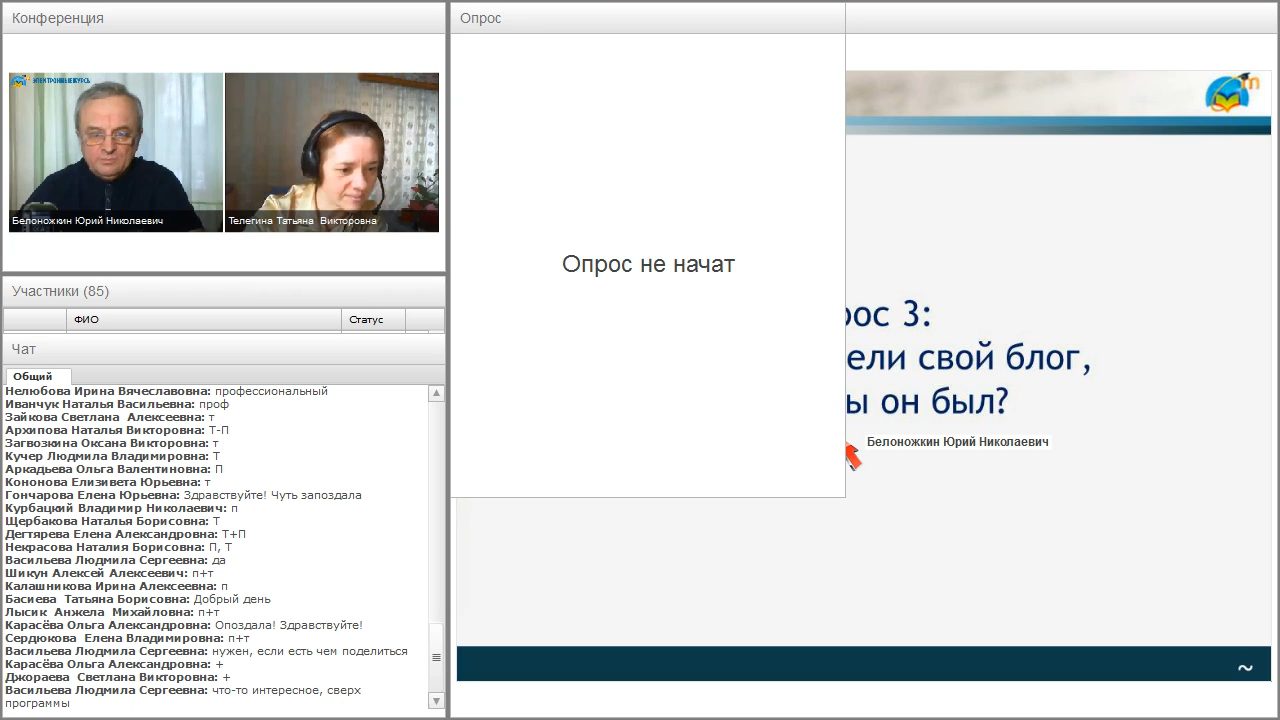 Конференция
ЭЛЕКТРОННЫЕ КУРСЫ
Белоножкин Юрий Николаевич
Телегина Татьяна Викторовна
Участники (85)
ФИО
Статус
Чат
Общий
Нелюбова Ирина Вячеславовна: профессиональный
Иванчук Наталья Васильевна: проф
Зайкова Светлана Алексеевна: т
Архипова Наталья Викторовна: Т-П
Загвозкина Оксана Викторовна: т
Кучер Людмила Владимировна: Т
Аркадьева Ольга Валентиновна: П
Кононова Елизивета Юрьевна: т
Гончарова Елена Юрьевна: Здравствуйте! Чуть запоздала
Курбацкий Владимир Николаевич: п
Щербакова Наталья Борисовна: Т
Дегтярева Елена Александровна: Т+П
Некрасова Наталия Борисовна: П, Т
Васильева Людмила Сергеевна: да
Шикун Алексей Алексеевич: п+т
Калашникова Ирина Алексеевна: п
Басиева Татьяна Борисовна: Добрый день
Лысик Анжела Михайловна: п+т
Карасёва Ольга Александровна: Опоздала! Здравствуйте!
Сердюкова Елена Владимировна: п+т
Васильева Людмила Сергеевна: нужен, если есть чем поделиться
Карасёва Ольга Александровна: +
Джораева Светлана Викторовна: +
Васильева Людмила Сергеевна: что-то интересное, сверх
программы
Опрос
Опрос не начат
рос 3:
ели свой блог,
ы он был?
Белоножкин Юрий Николаевич
~